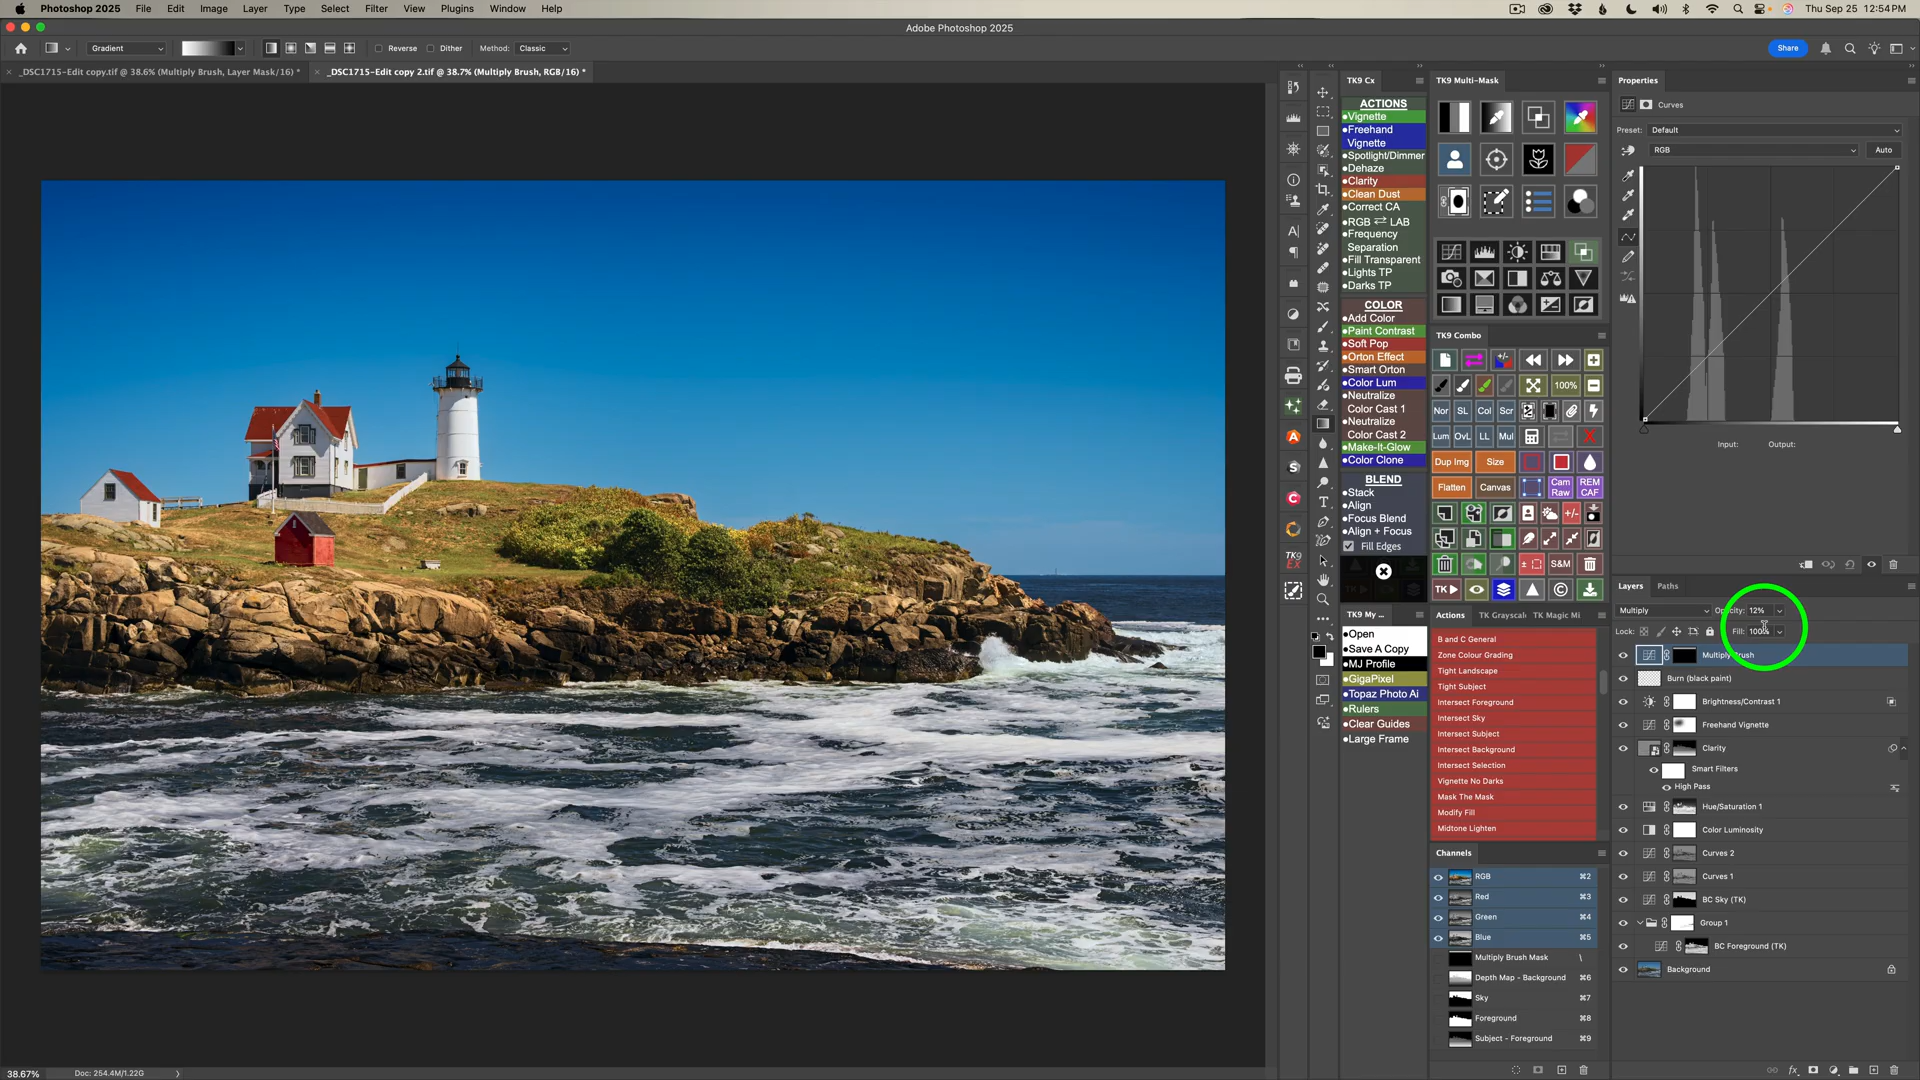 Photoshop 2025 File Edit Image Layer Type Select Filter View Plugins Window Help Thu Sep 25 12:54 PM
Adobe Photoshop 2025
Gradient Reverse Dither Method: Classic Share
_DSC1715-Edit copy.tif @ 38.6% (Multiply Brush, Layer Mask/16) *
_DSC1715-Edit copy 2.tif @ 38.7% (Multiply Brush, RGB/16) *
TK9 Cx
ACTIONS
Vignette
Freehand
Vignette
Spotlight/Dimmer
Dehaze
Clarity
Clean Dust
Correct CA
RGB ⇄ LAB
Frequency
Separation
Fill Transparent
Lights TP
Darks TP
COLOR
Add Color
Paint Contrast
Soft Pop
Orton Effect
Smart Orton
Color Lum
Neutralize
Color Cast 1
Neutralize
Color Cast 2
Make-It-Glow
Color Clone
BLEND
Stack
Align
Focus Blend
Align + Focus
Fill Edges
TK9 My ...
Open
Save A Copy
MJ Profile
GigaPixel
Topaz Photo Ai
Rulers
Clear Guides
Large Frame
TK9 Multi-Mask
TK9 Combo
100%
Nor SL Col Scr
Lum OvL LL Mul
Dup Img Size
Flatten Canvas Cam Raw REM CAF
+/-
S&M
TK
Actions TK Grayscal TK Magic Mi
B and C General
Zone Colour Grading
Tight Landscape
Tight Subject
Intersect Foreground
Intersect Sky
Intersect Subject
Intersect Background
Intersect Selection
Vignette No Darks
Mask The Mask
Modify Fill
Midtone Lighten
Channels
RGB ⌘2
Red ⌘3
Green ⌘4
Blue ⌘5
Multiply Brush Mask \
Depth Map - Background ⌘6
Sky ⌘7
Foreground ⌘8
Subject - Foreground ⌘9
Properties
Curves
Preset: Default
RGB Auto
Input: Output:
Layers Paths
Multiply Opacity: 12%
Lock: Fill: 100%
Multiply Brush
Burn (black paint)
Brightness/Contrast 1
Freehand Vignette
Clarity
Smart Filters
High Pass
Hue/Saturation 1
Color Luminosity
Curves 2
Curves 1
BC Sky (TK)
Group 1
BC Foreground (TK)
Background
38.67% Doc: 254.4M/1.22G